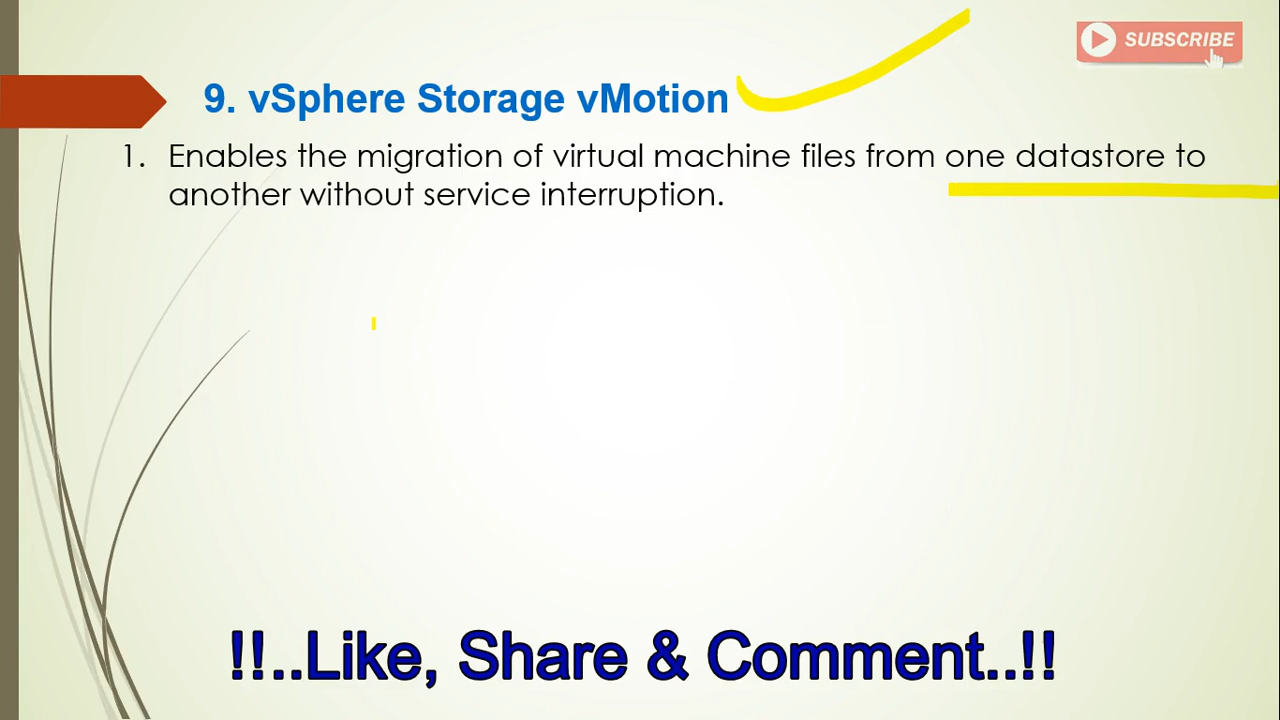 SUBSCRIBE
9. vSphere Storage vMotion
1. Enables the migration of virtual machine files from one datastore to
another without service interruption.
!!..Like, Share & Comment..!!